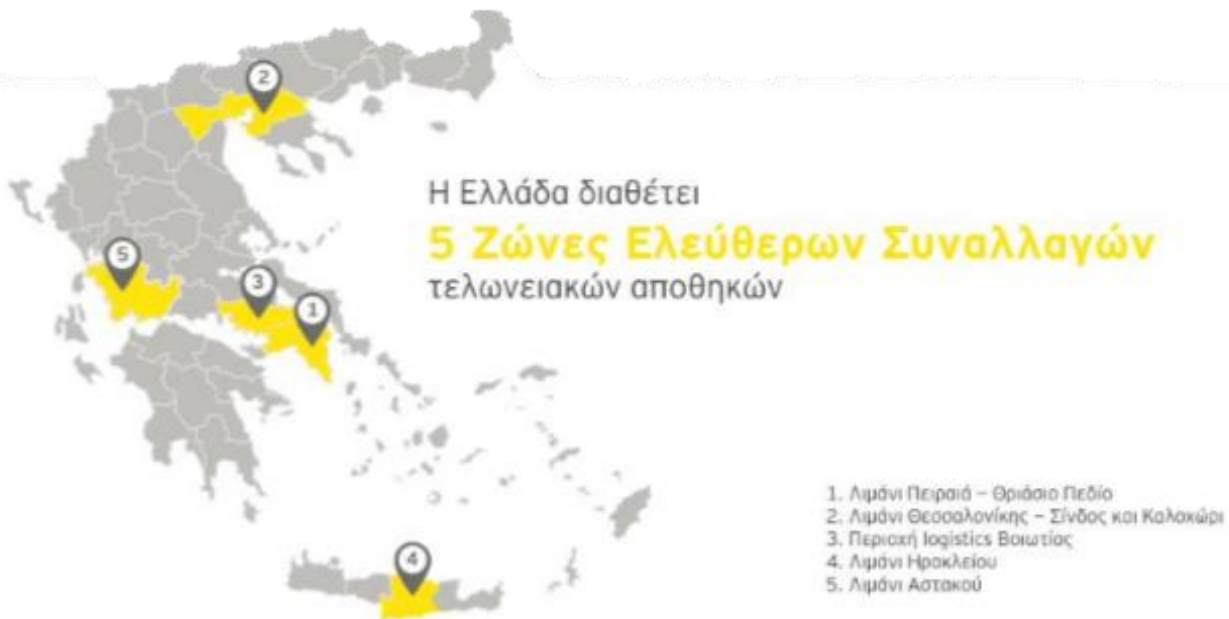 2
5
3
1
4
Η Ελλάδα διαθέτει
5 Ζώνες Ελεύθερων Συναλλαγών
τελωνειακών αποθηκών
1. Λιμάνι Πειραιά – Θριάσιο Πεδίο
2. Λιμάνι Θεσσαλονίκης – Σίνδος και Καλοχώρι
3. Περιοχή logistics Βοιωτίας
4. Λιμάνι Ηρακλείου
5. Λιμάνι Αστακού